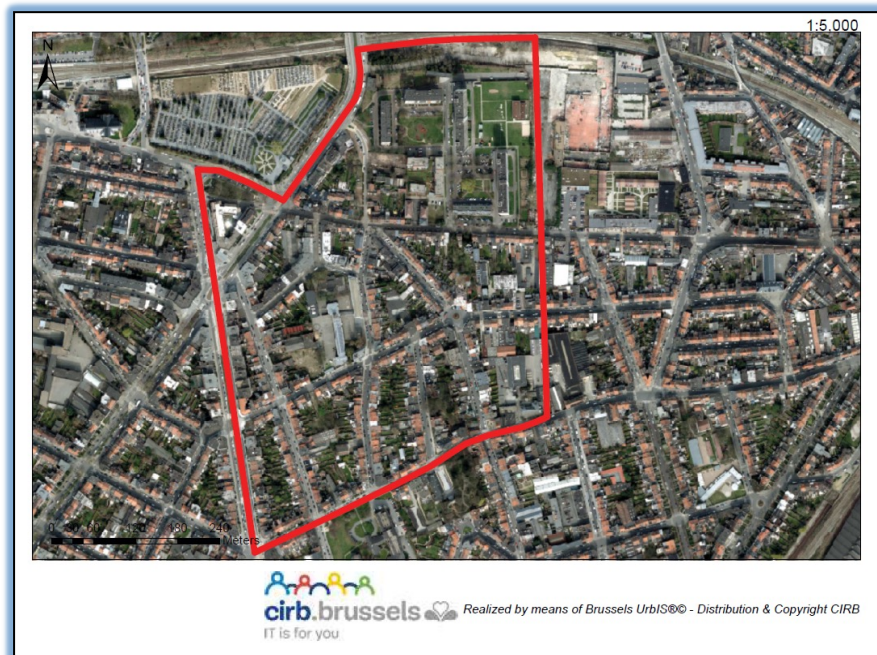 1:5.000
N
240
Meters
cirb.brussels
IT is for you
Realized by means of Brussels UrbIS®© - Distribution & Copyright CIRB